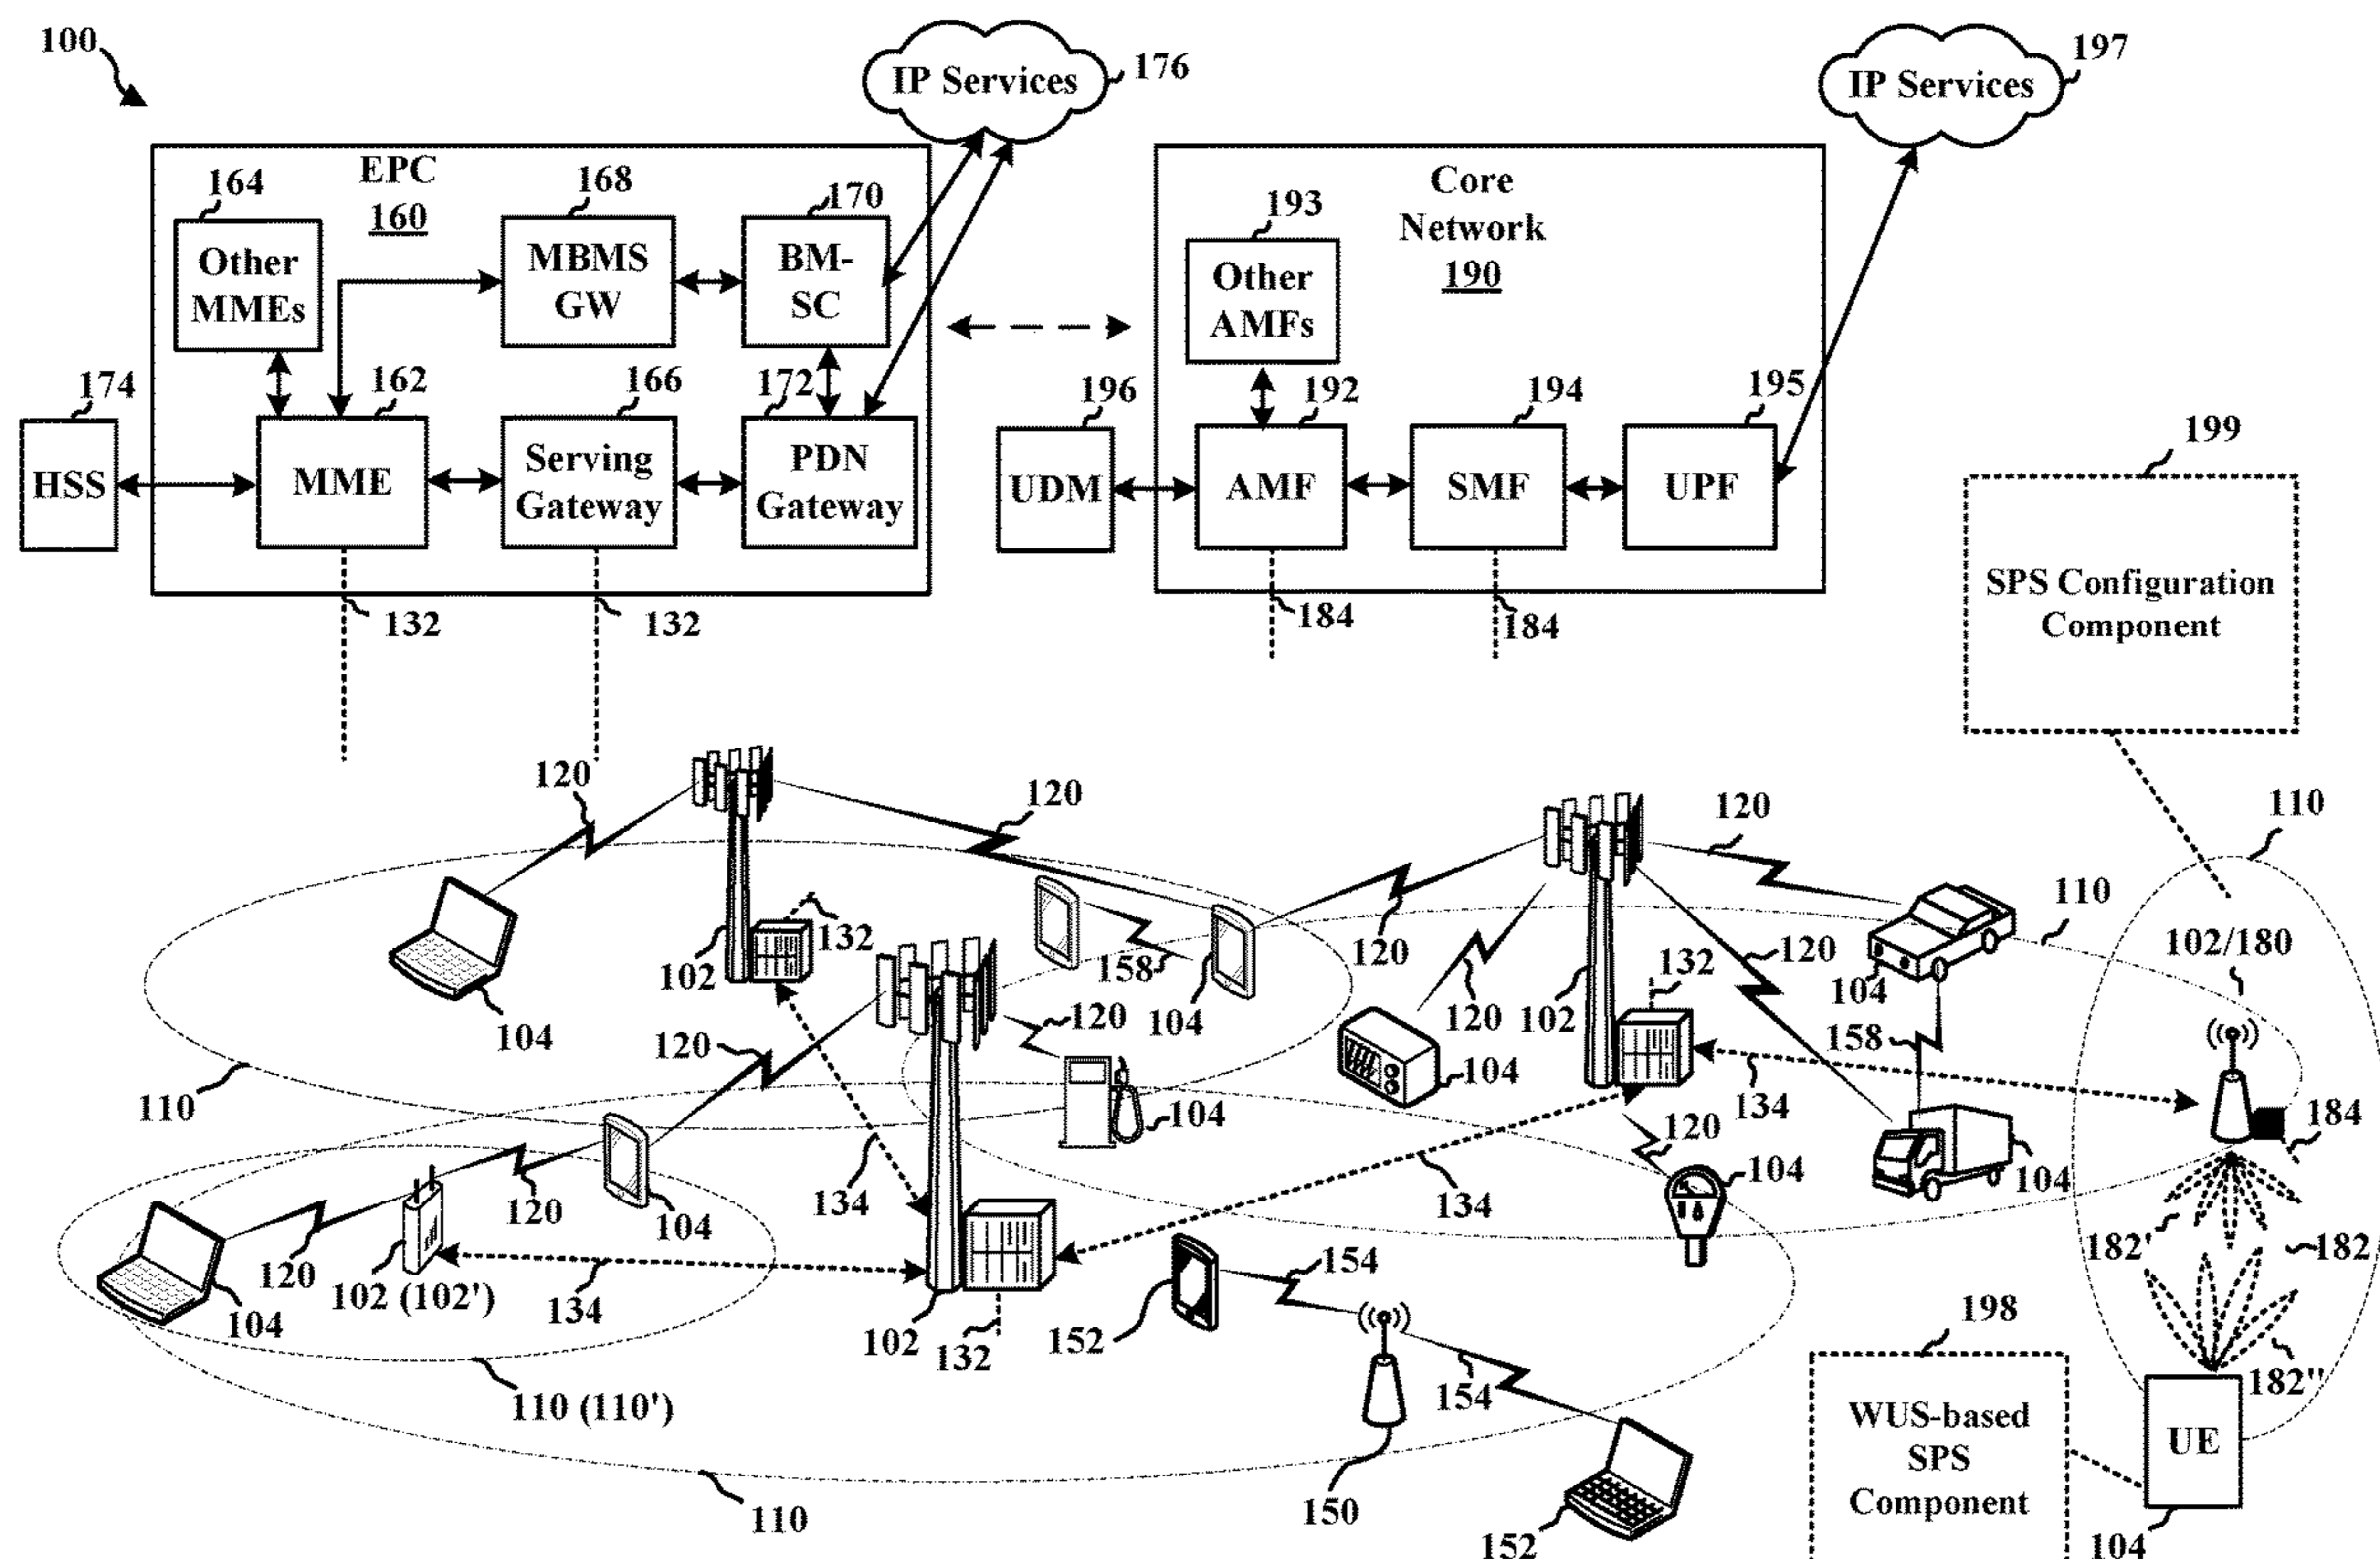 100
IP Services
176
IP Services
197
EPC
160
164
Other
MMEs
168
MBMS
GW
170
BM-
SC
Core
Network
190
193
Other
AMFs
174
HSS
162
MME
166
Serving
Gateway
172
PDN
Gateway
196
UDM
192
AMF
194
SMF
195
UPF
199
SPS Configuration
Component
132
132
184
184
120
120
120
110
104
102
132
158
104
120
120
102
132
120
104
110
102/180
110
120
120
104
104
134
158
120
104
184
120
104
102 (102')
134
120
104
134
102
132
110 (110')
110
134
104
152
154
154
150
152
182'
182
182"
198
WUS-based
SPS
Component
UE
104